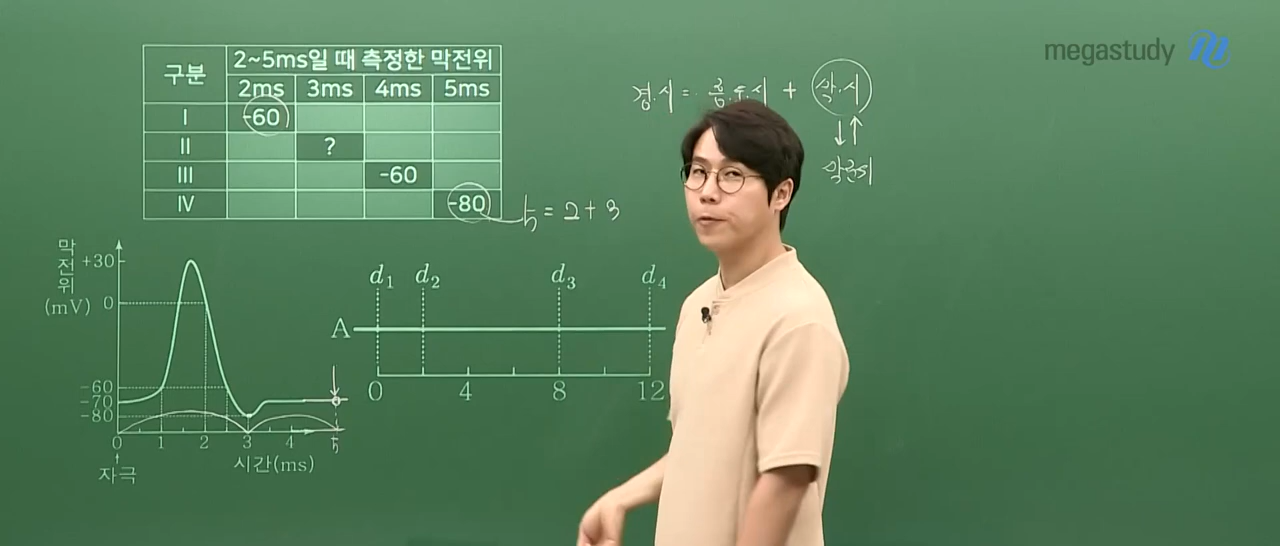 megastudy
구분
2~5ms일 때 측정한 막전위
2ms 3ms 4ms 5ms
I -60
II ?
III -60
IV -80
5 = 2 + 3
경.시 = 흥.도.시 + 막.시
막전위
막전위
(mV)
+30
0
-60
-70
-80
0 1 2 3 4 5
자극
시간(ms)
d₁ d₂ d₃ d₄
A
0 4 8 12